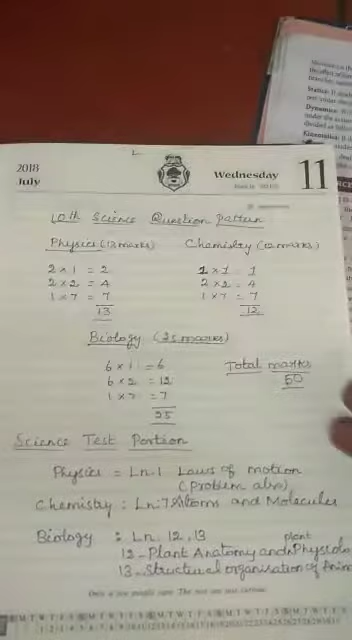 2018
July
Wednesday
11
10th Science Question Pattern
Physics (13 marks) Chemistry (12 marks)
2 x 1 = 2 1 x 1 = 1
2 x 2 = 4 2 x 2 = 4
1 x 7 = 7 1 x 7 = 7
13 12
Biology (25 marks)
6 x 1 = 6 Total marks
6 x 2 = 12 50
1 x 7 = 7
25
Science Test Portion
Physics = Ln. 1 Laws of motion
(Problem also)
Chemistry : Ln: 7 Atoms and Molecules
Biology : Ln. 12, 13 plant
12 - Plant Anatomy and Physiolo
13 - Structural organisation of Anim